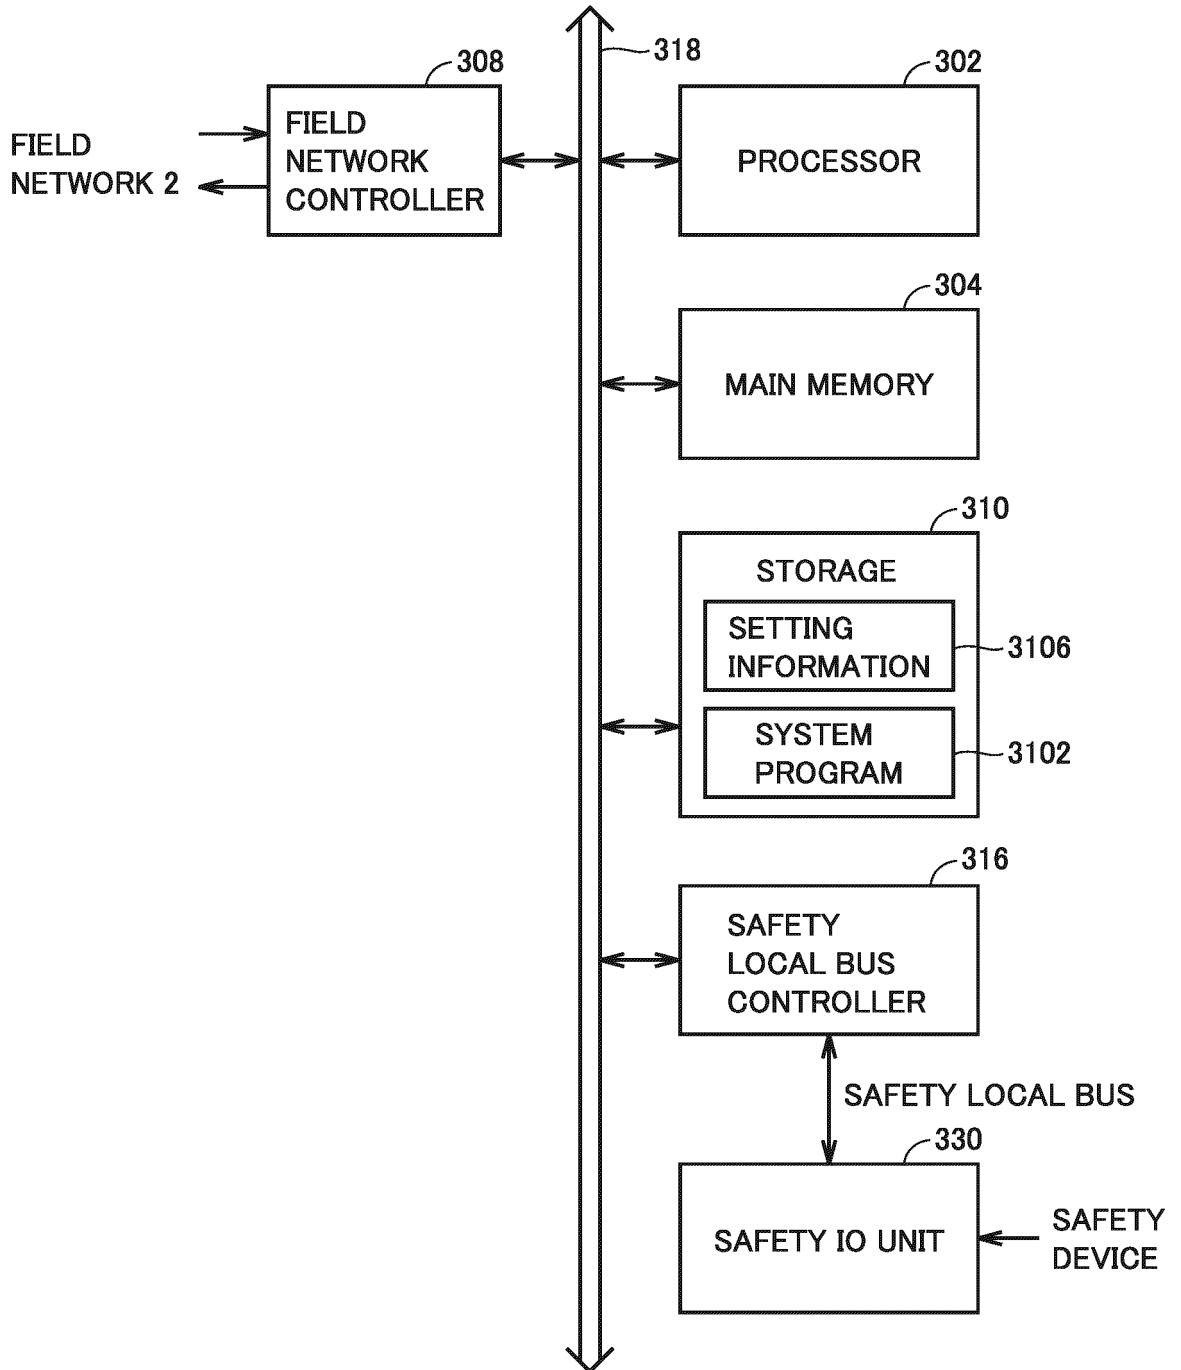 318
308
302
FIELD
NETWORK 2
FIELD
NETWORK
CONTROLLER
PROCESSOR
304
MAIN MEMORY
310
STORAGE
SETTING
INFORMATION
3106
SYSTEM
PROGRAM
3102
316
SAFETY
LOCAL BUS
CONTROLLER
SAFETY LOCAL BUS
330
SAFETY IO UNIT
SAFETY
DEVICE